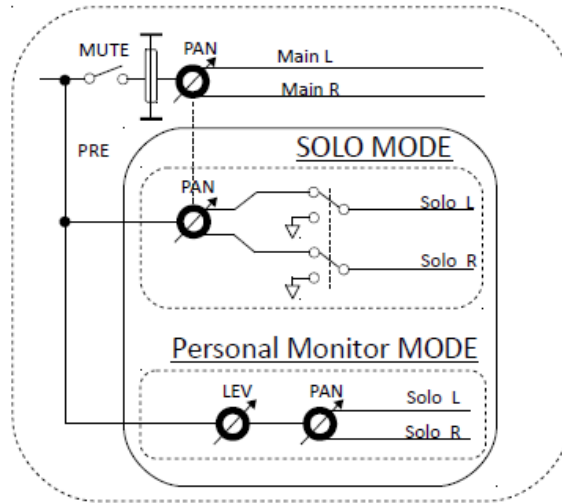 MUTE
PAN
Main L
Main R
PRE
SOLO MODE
PAN
Solo L
Solo R
Personal Monitor MODE
LEV
PAN
Solo L
Solo R